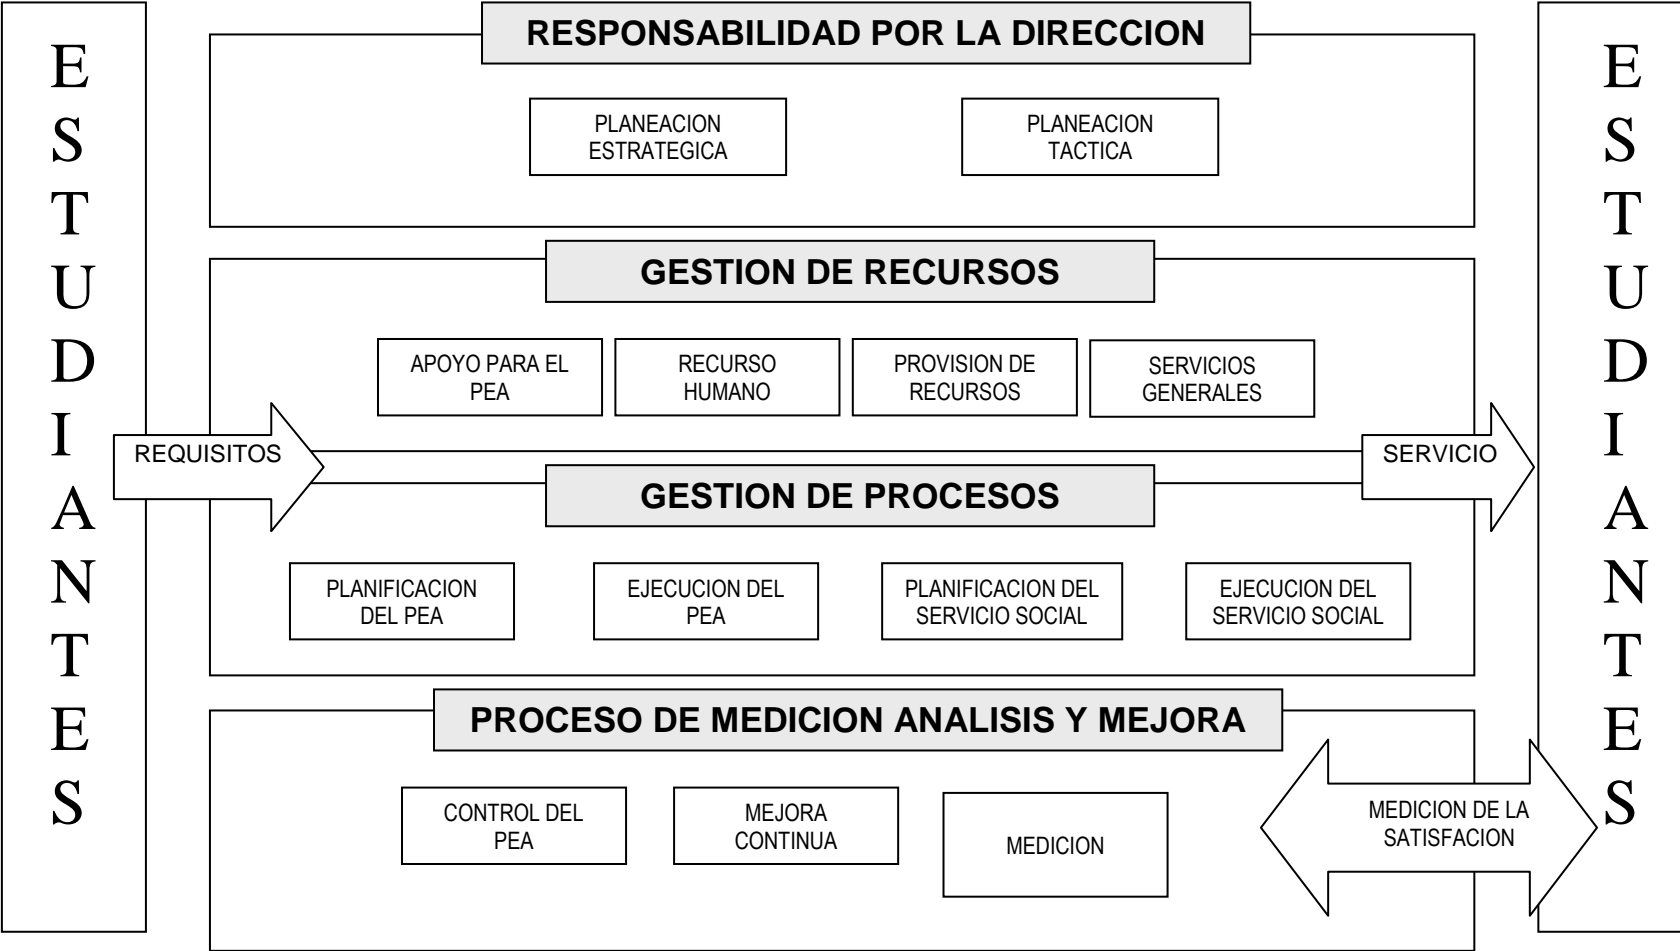 E
S
T
U
D
I
A
N
T
E
S
RESPONSABILIDAD POR LA DIRECCION
PLANEACION
ESTRATEGICA
PLANEACION
TACTICA
GESTION DE RECURSOS
APOYO PARA EL
PEA
RECURSO
HUMANO
PROVISION DE
RECURSOS
SERVICIOS
GENERALES
REQUISITOS
SERVICIO
GESTION DE PROCESOS
PLANIFICACION
DEL PEA
EJECUCION DEL
PEA
PLANIFICACION DEL
SERVICIO SOCIAL
EJECUCION DEL
SERVICIO SOCIAL
PROCESO DE MEDICION ANALISIS Y MEJORA
CONTROL DEL
PEA
MEJORA
CONTINUA
MEDICION
MEDICION DE LA
SATISFACION
E
S
T
U
D
I
A
N
T
E
S